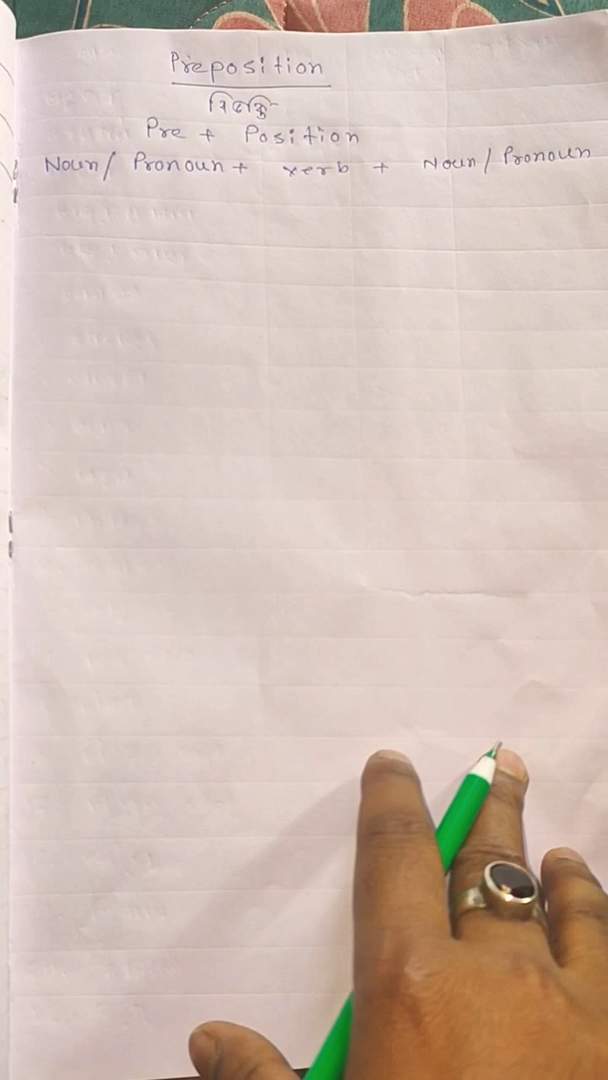 Preposition
বিভক্তি
Pre + Position
Noun / Pronoun + verb + Noun / Pronoun